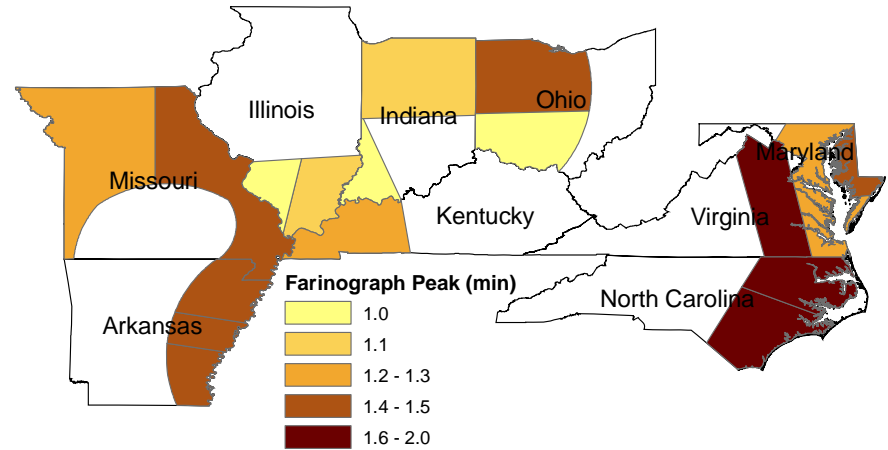 Illinois
Indiana
Ohio
Maryland
Missouri
Kentucky
Virginia
North Carolina
Arkansas
Farinograph Peak (min)
1.0
1.1
1.2 - 1.3
1.4 - 1.5
1.6 - 2.0